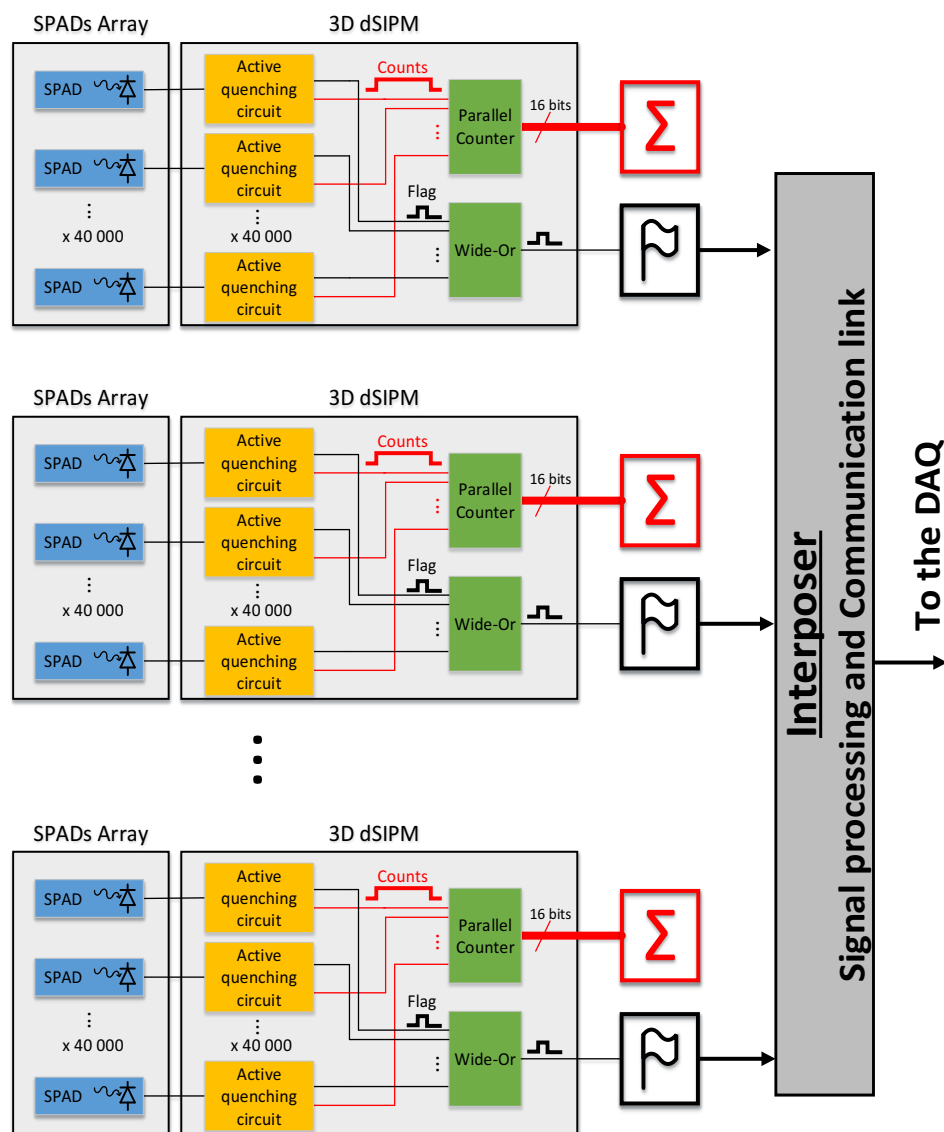 SPADs Array
3D dSIPM
SPAD
Active
quenching
circuit
Counts
Parallel
Counter
16 bits
Σ
SPAD
Active
quenching
circuit
⋮
⋮
x 40 000
⋮
x 40 000
Flag
Wide-Or
⋮
SPAD
Active
quenching
circuit
SPADs Array
3D dSIPM
SPAD
Active
quenching
circuit
Counts
Parallel
Counter
16 bits
Σ
SPAD
Active
quenching
circuit
⋮
⋮
x 40 000
⋮
x 40 000
Flag
Wide-Or
⋮
SPAD
Active
quenching
circuit
⋮
SPADs Array
3D dSIPM
SPAD
Active
quenching
circuit
Counts
Parallel
Counter
16 bits
Σ
SPAD
Active
quenching
circuit
⋮
⋮
x 40 000
⋮
x 40 000
Flag
Wide-Or
⋮
SPAD
Active
quenching
circuit
Interposer
Signal processing and Communication link
To the DAQ